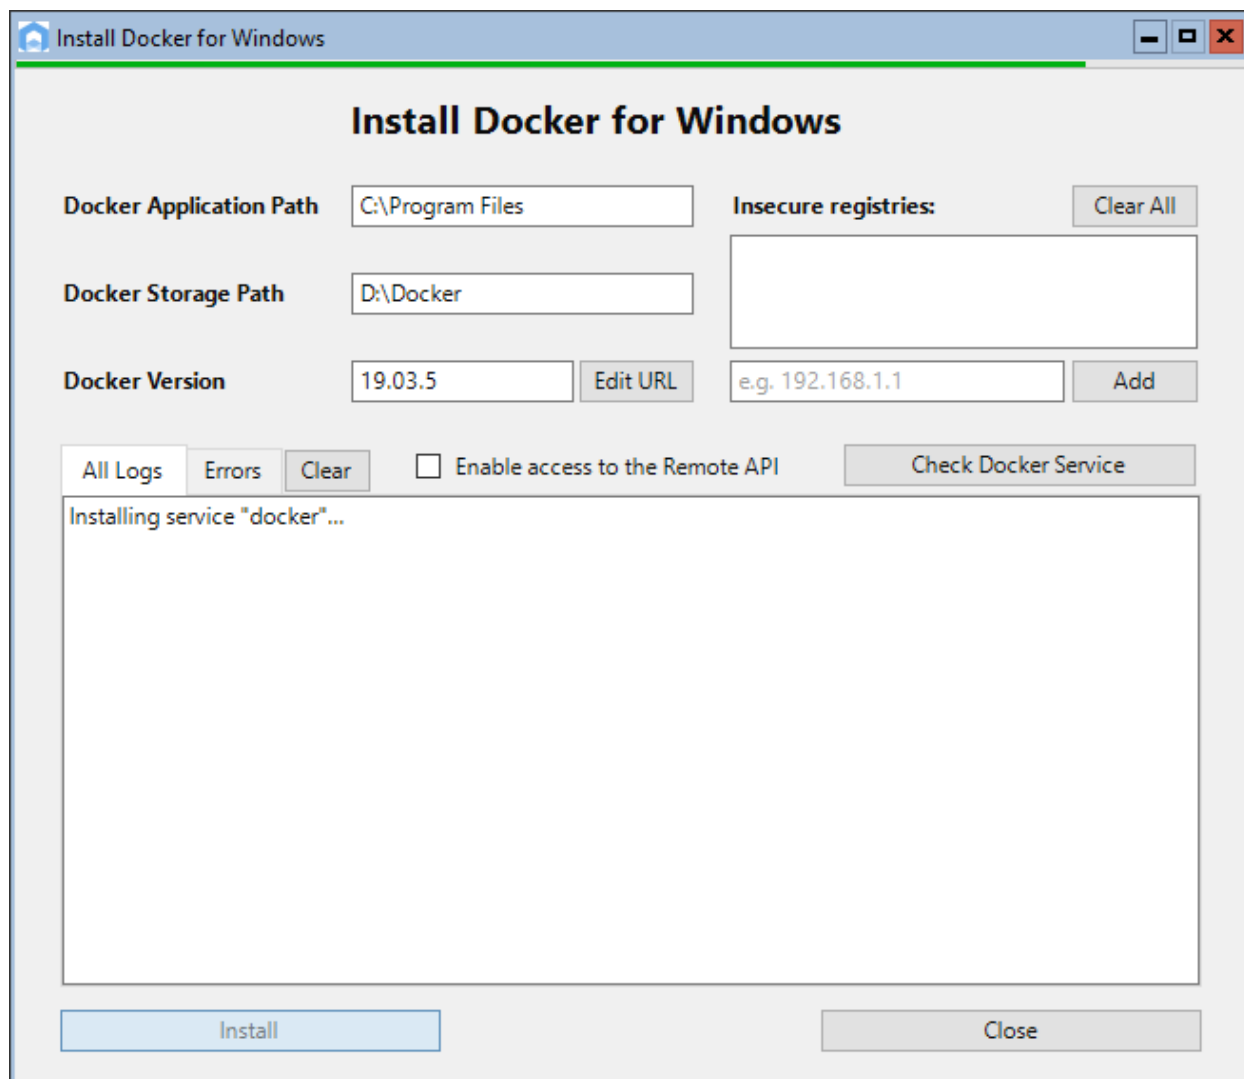 Install Docker for Windows
Install Docker for Windows
Docker Application Path C:\Program Files Insecure registries: Clear All
Docker Storage Path D:\Docker
Docker Version 19.03.5 Edit URL e.g. 192.168.1.1 Add
All Logs Errors Clear Enable access to the Remote API Check Docker Service
Installing service "docker"...
Install Close